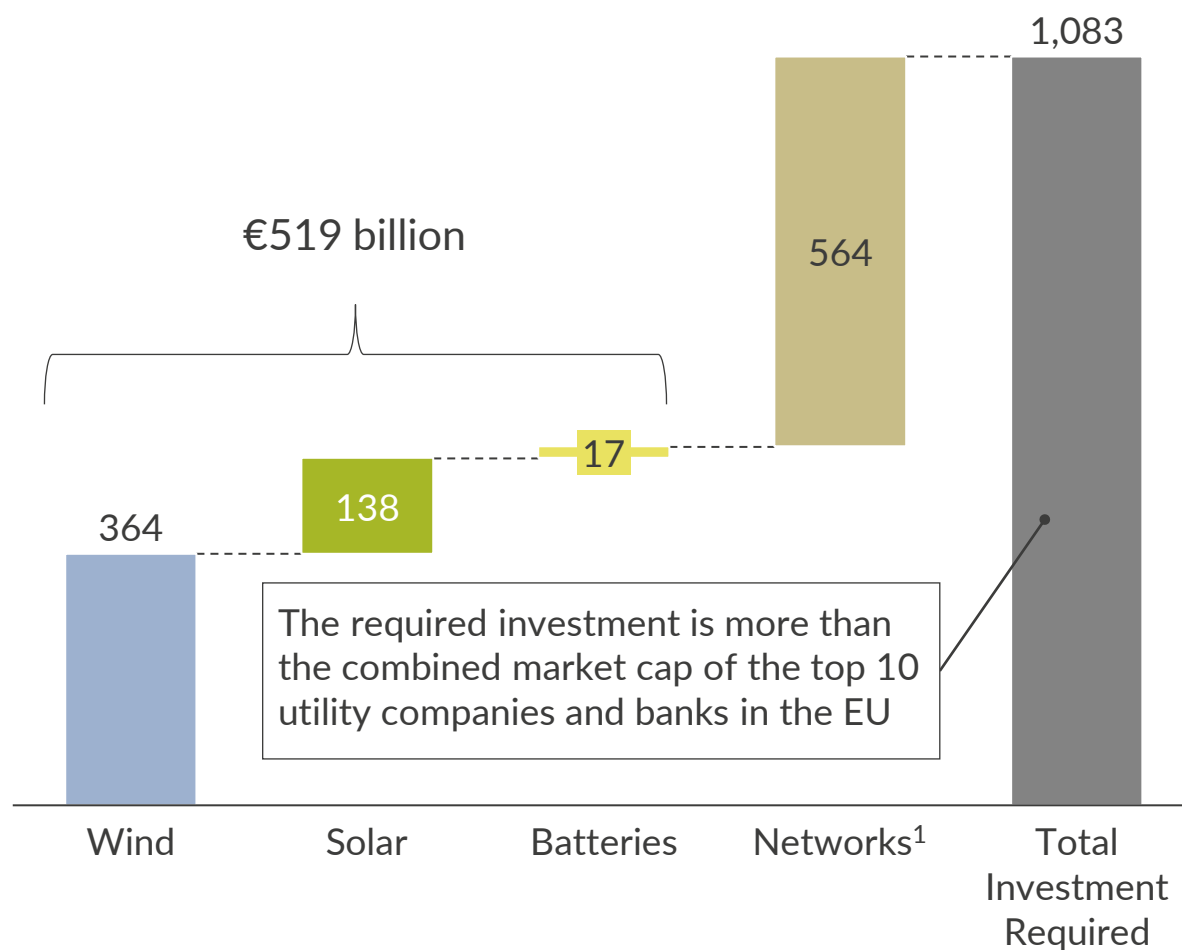 1,083
€519 billion
564
17
138
364
The required investment is more than
the combined market cap of the top 10
utility companies and banks in the EU
Wind
Solar
Batteries
Networks¹
Total
Investment
Required